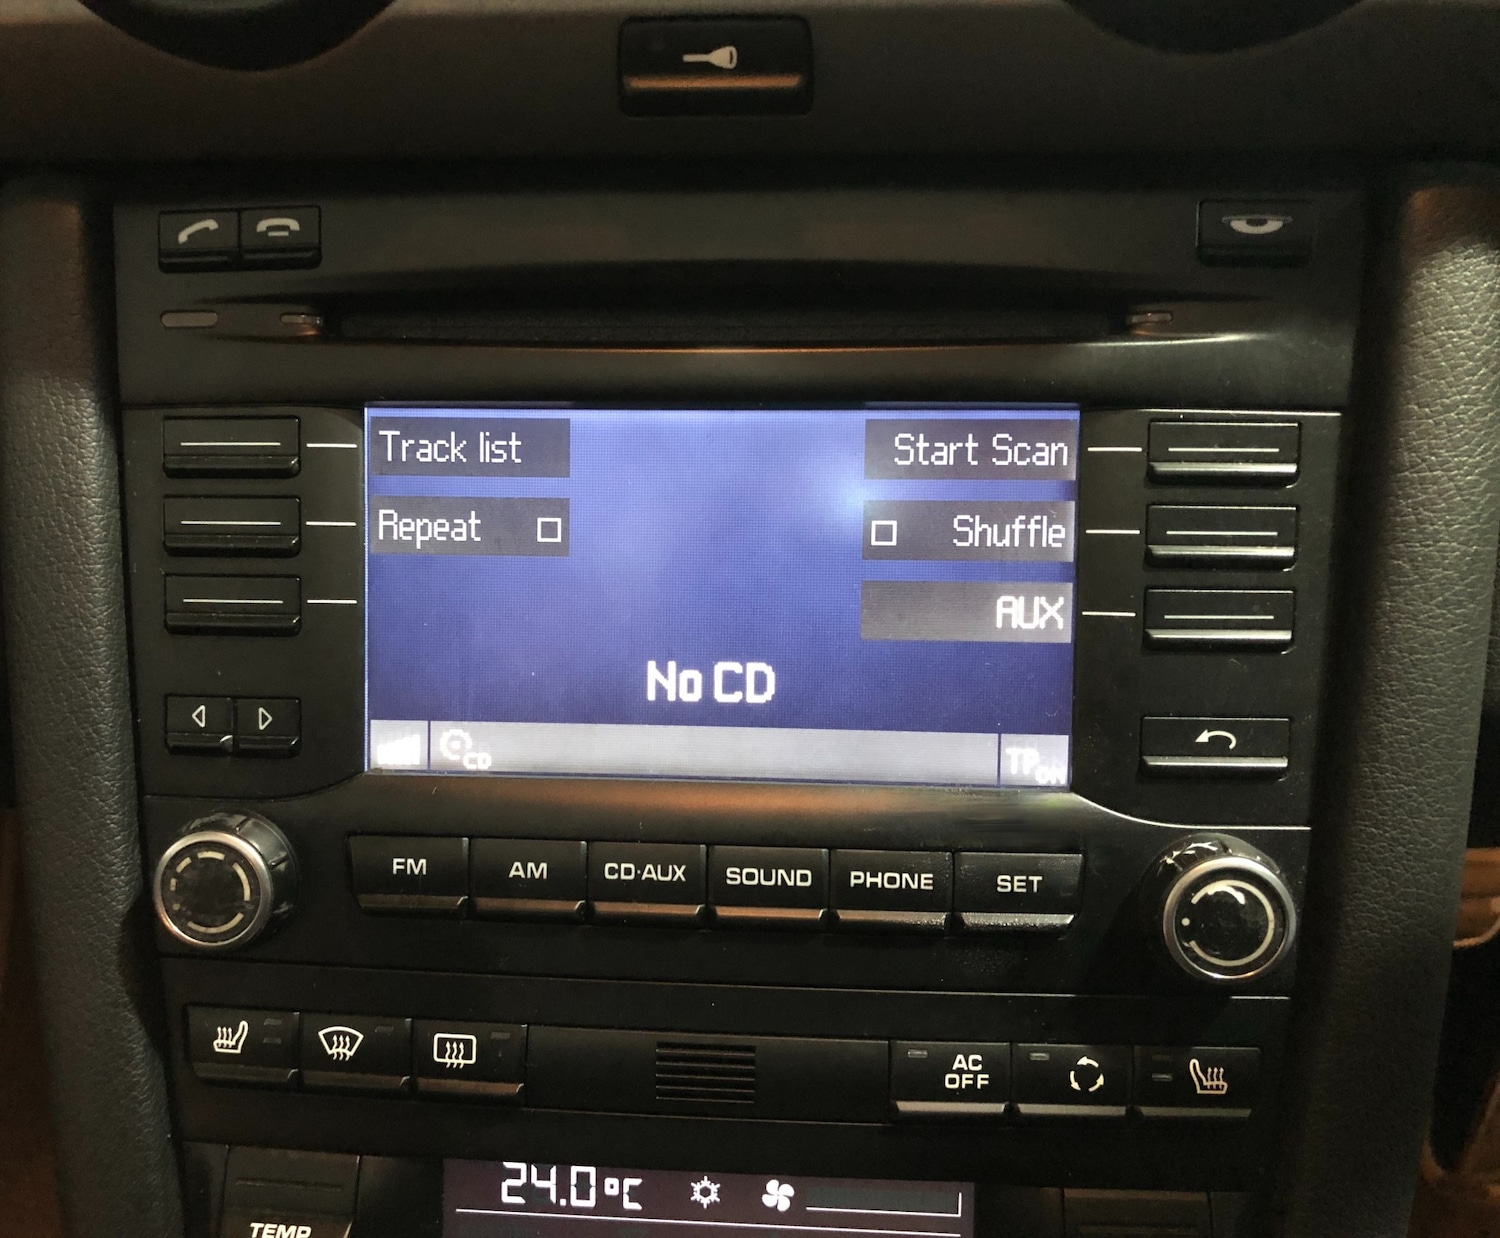 Track list
Start Scan
Repeat
Shuffle
AUX
No CD
CD
TP ON
FM
AM
CD·AUX
SOUND
PHONE
SET
AC
OFF
24.0°C
TEMP